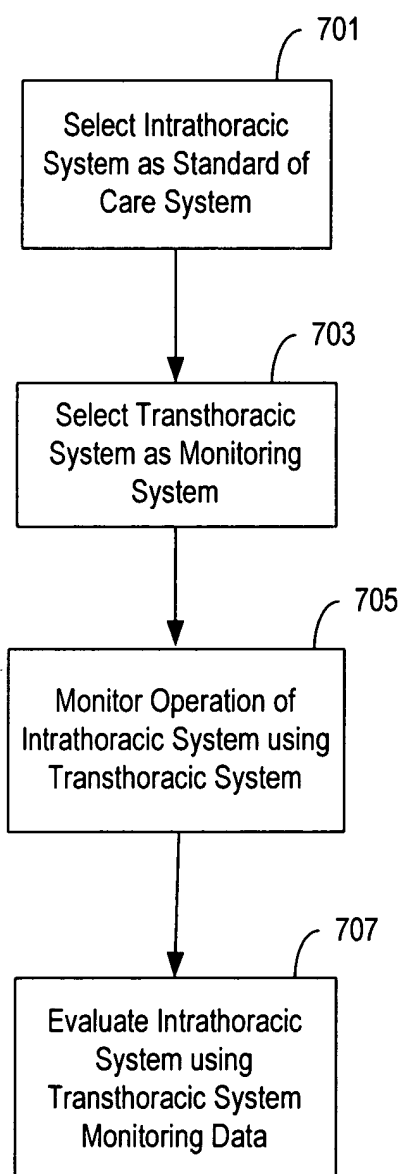 701
Select Intrathoracic
System as Standard of
Care System
703
Select Transthoracic
System as Monitoring
System
705
Monitor Operation of
Intrathoracic System using
Transthoracic System
707
Evaluate Intrathoracic
System using
Transthoracic System
Monitoring Data